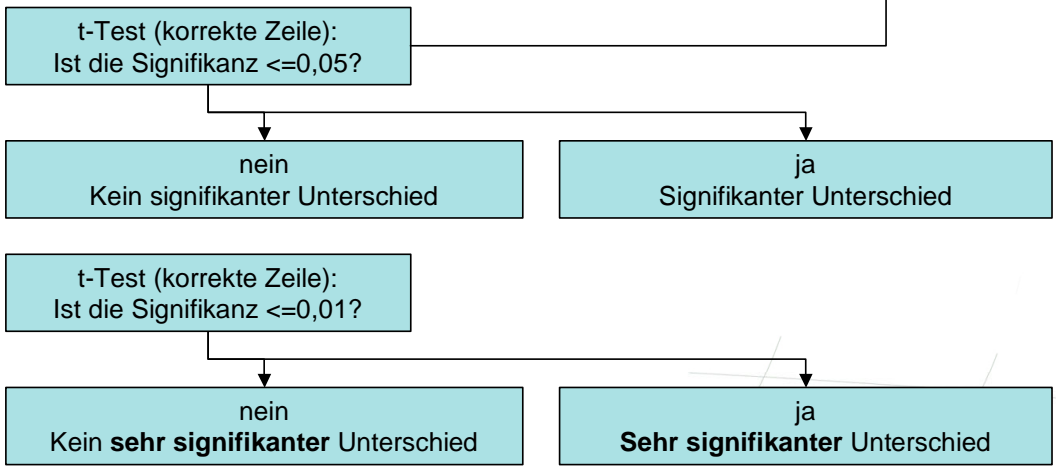 t-Test (korrekte Zeile):
Ist die Signifikanz <=0,05?
nein
Kein signifikanter Unterschied
ja
Signifikanter Unterschied
t-Test (korrekte Zeile):
Ist die Signifikanz <=0,01?
nein
Kein sehr signifikanter Unterschied
ja
Sehr signifikanter Unterschied